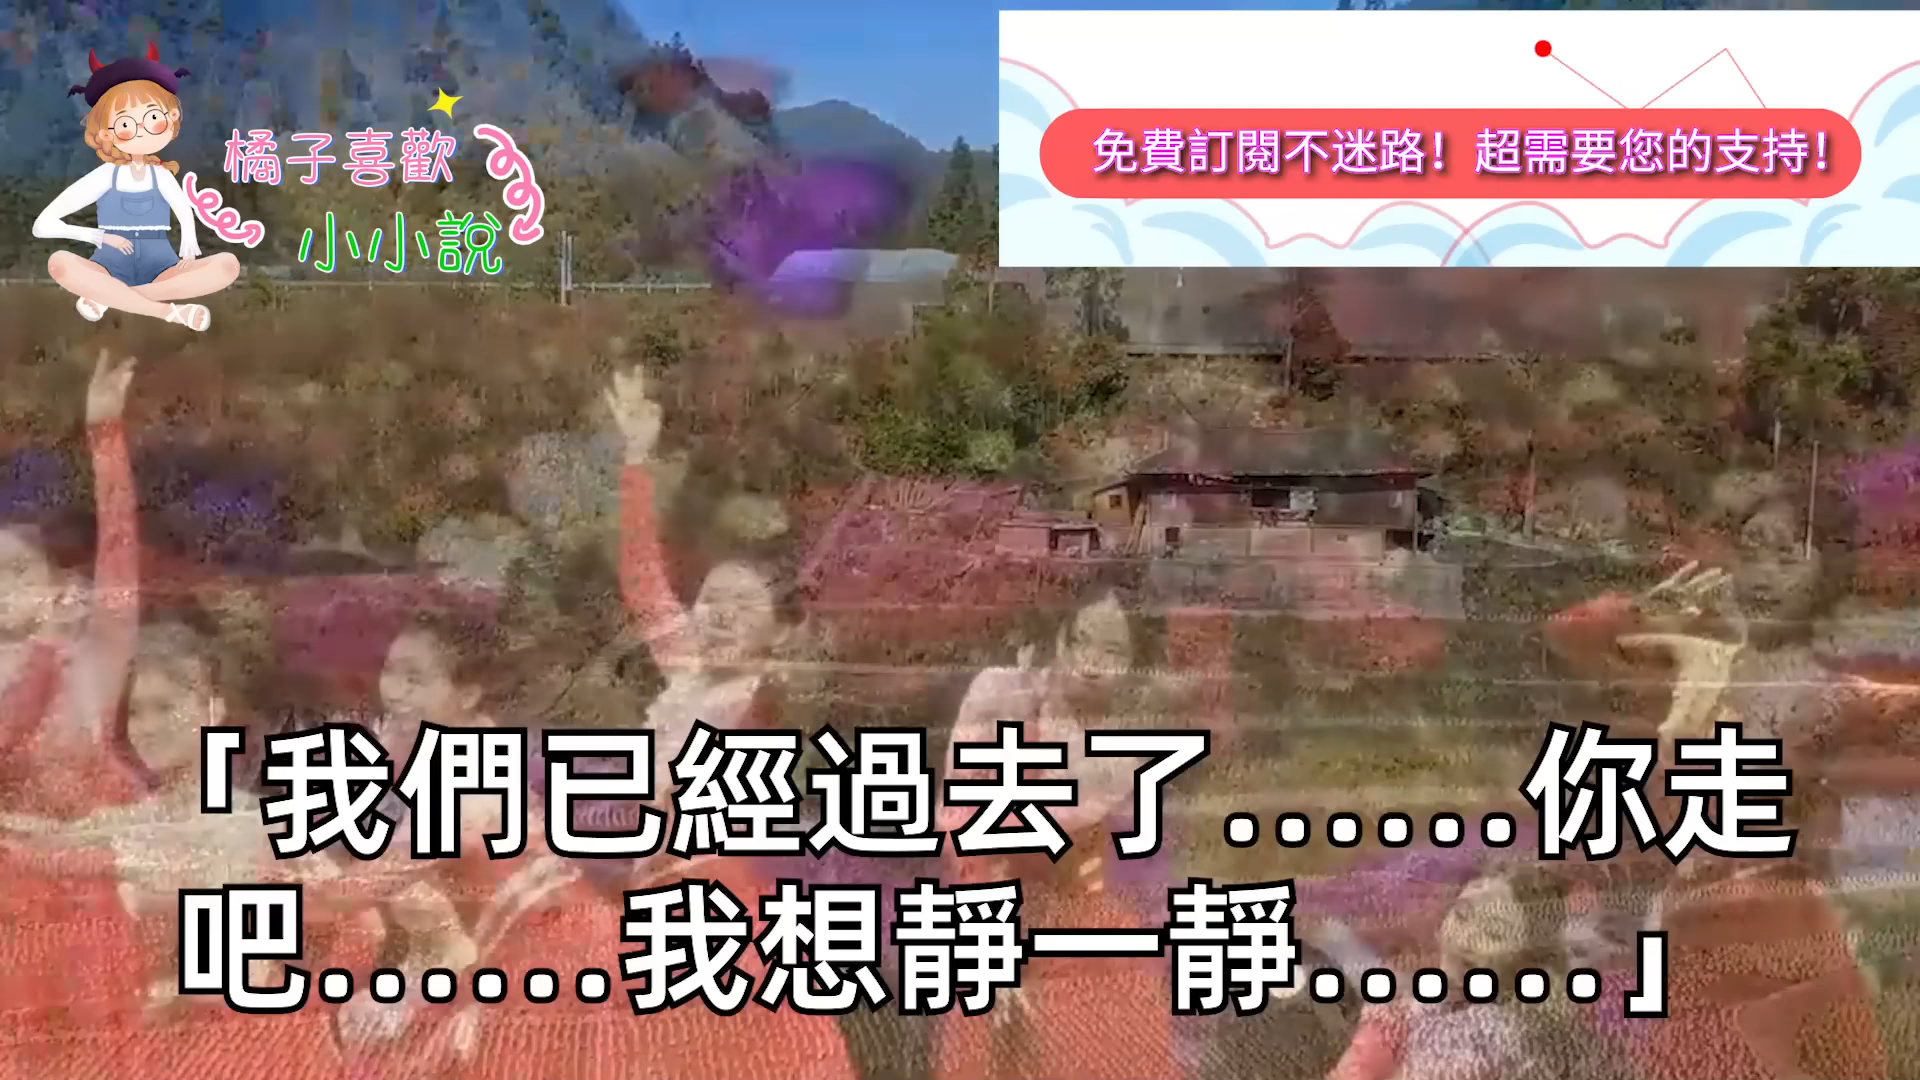 橘子喜歡
小小說
免費訂閱不迷路！超需要您的支持！
「我們已經過去了......你走
吧......我想靜一靜......」